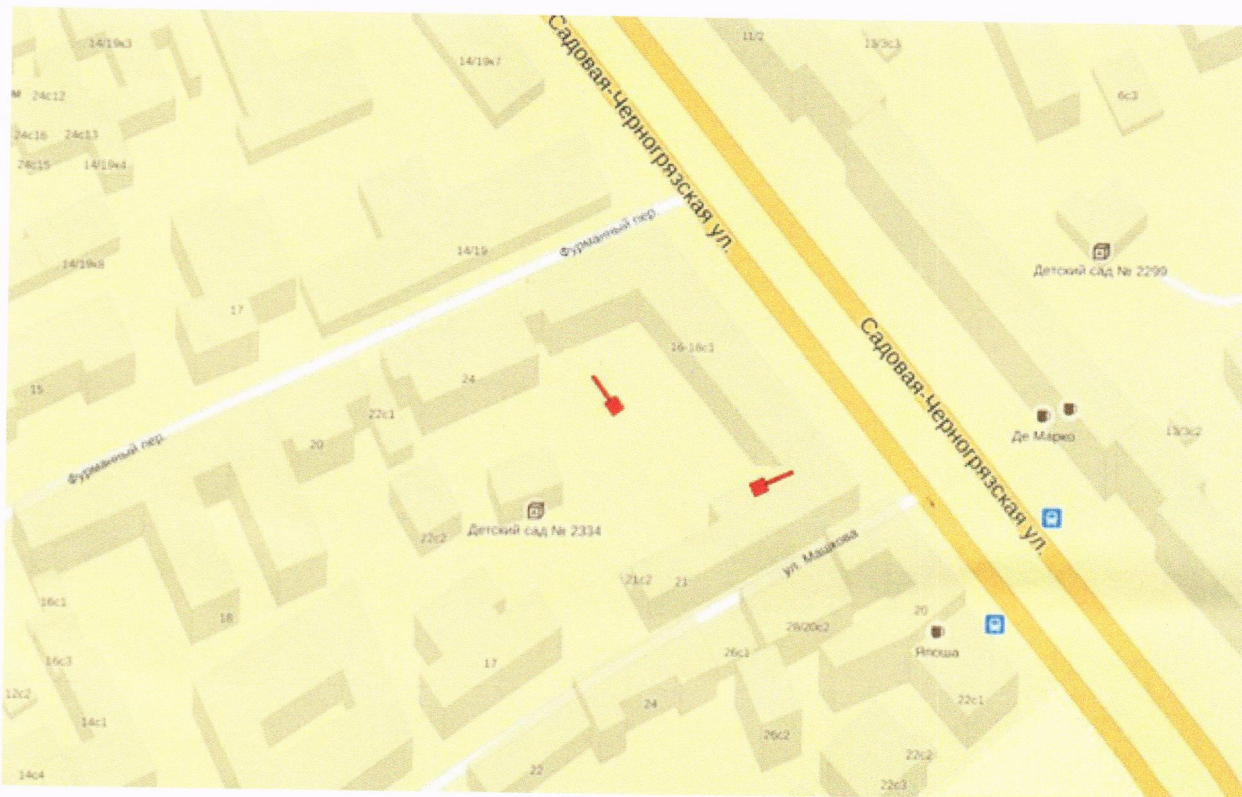 Садовая-Черногрязская ул.
11/2
13/3с3
14/19к3
14/19к7
24с12
6с3
24с16
24с13
24с15
14/19к4
Фурманный пер.
14/19
14/19к8
Детский сад № 2299
17
Садовая-Черногрязская ул.
16-18с1
15
24
22с1
Де Марко
13/3с2
20
Фурманный пер.
Детский сад № 2334
22с2
ул. Машкова
21с2
21
16с1
18
20
28/20с2
Япоша
26с1
16с3
17
12с2
24
22с1
14с1
26с2
22с2
14с4
22
22с3